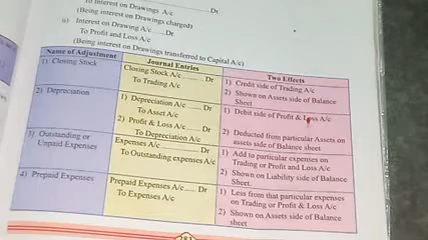 To Interest on Drawings A/c
(Being interest on Drawings charged)
ii) Interest on Drawing A/c ...... Dr
To Profit and Loss A/c
(Being interest on Drawings transferred to Capital A/c)
Name of Adjustment Journal Entries Two Effects
1) Closing Stock
Closing Stock A/c ........ Dr
To Trading A/c
1) Credit side of Trading A/c
2) Shown on Assets side of Balance
Sheet
2) Depreciation
1) Depreciation A/c ...... Dr
To Asset A/c
2) Profit & Loss A/c ...... Dr
To Depreciation A/c
1) Debit side of Profit & Loss A/c
2) Deducted from particular Assets on
assets side of Balance sheet
3) Outstanding or
Unpaid Expenses
Expenses A/c ............ Dr
To Outstanding expenses A/c
1) Add to particular expenses on
Trading or Profit and Loss A/c
2) Shown on Liability side of Balance
Sheet.
4) Prepaid Expenses
Prepaid Expenses A/c ...... Dr
To Expenses A/c
1) Less from that particular expenses
on Trading or Profit & Loss A/c
2) Shown on Assets side of Balance
sheet